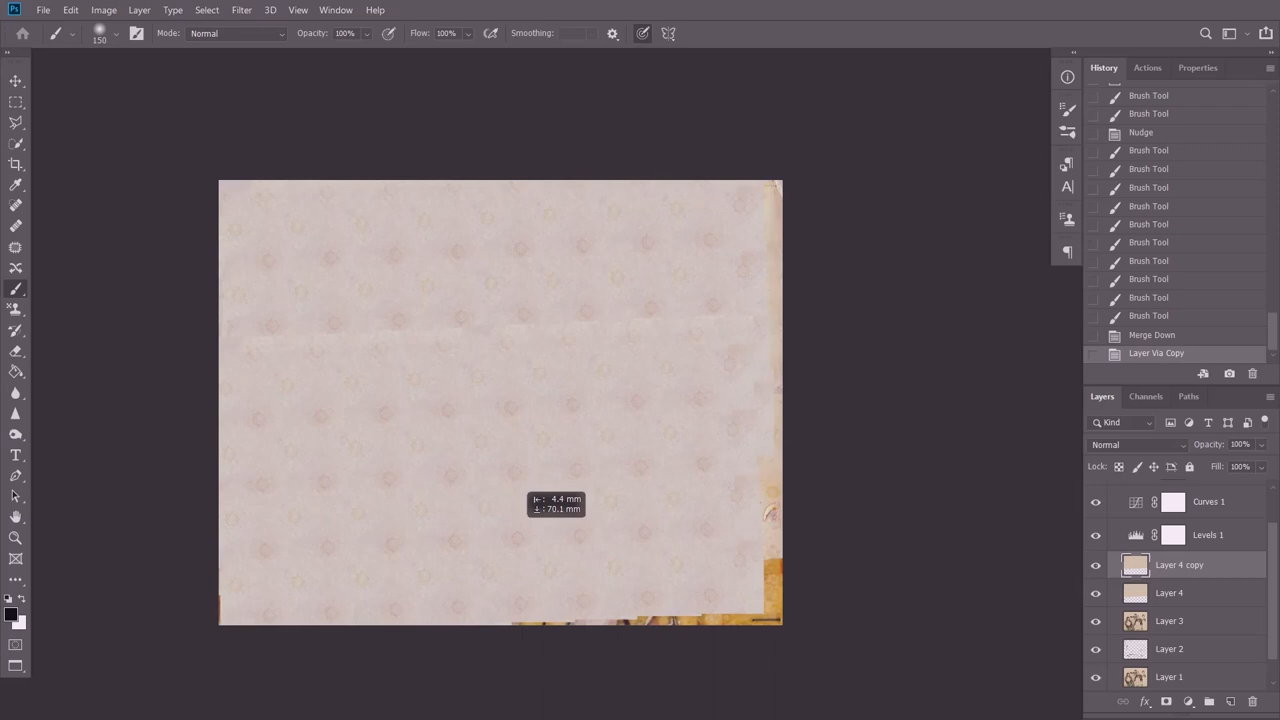 Ps File Edit Image Layer Type Select Filter 3D View Window Help
150 Mode: Normal Opacity: 100% Flow: 100% Smoothing:
History Actions Properties
Brush Tool
Brush Tool
Nudge
Brush Tool
Brush Tool
Brush Tool
Brush Tool
Brush Tool
Brush Tool
Brush Tool
Brush Tool
Brush Tool
Brush Tool
Merge Down
Layer Via Copy
Layers Channels Paths
Kind
Normal Opacity: 100%
Lock: Fill: 100%
Curves 1
Levels 1
Layer 4 copy
Layer 4
Layer 3
Layer 2
Layer 1
fx
4.4 mm
70.1 mm